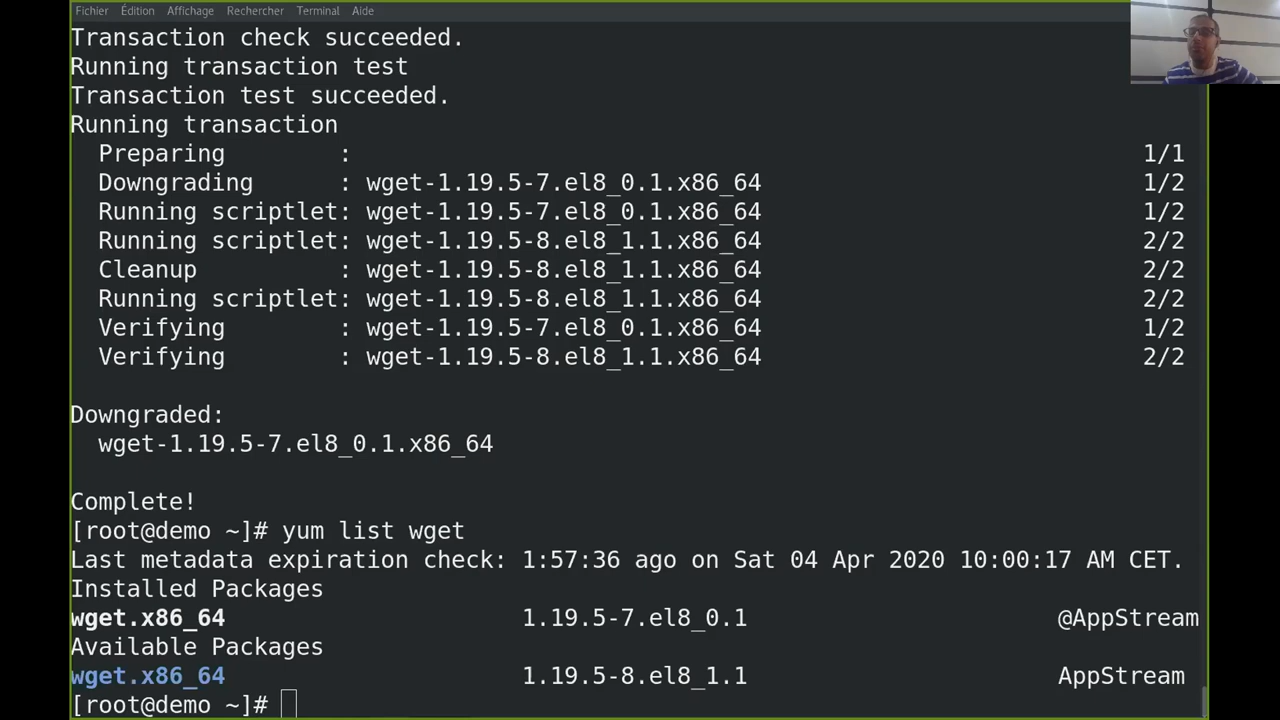 Fichier Édition Affichage Rechercher Terminal Aide
Transaction check succeeded.
Running transaction test
Transaction test succeeded.
Running transaction
  Preparing        :                                                         1/1
  Downgrading      : wget-1.19.5-7.el8_0.1.x86_64                            1/2
  Running scriptlet: wget-1.19.5-7.el8_0.1.x86_64                            1/2
  Running scriptlet: wget-1.19.5-8.el8_1.1.x86_64                            2/2
  Cleanup          : wget-1.19.5-8.el8_1.1.x86_64                            2/2
  Running scriptlet: wget-1.19.5-8.el8_1.1.x86_64                            2/2
  Verifying        : wget-1.19.5-7.el8_0.1.x86_64                            1/2
  Verifying        : wget-1.19.5-8.el8_1.1.x86_64                            2/2
Downgraded:
  wget-1.19.5-7.el8_0.1.x86_64
Complete!
[root@demo ~]# yum list wget
Last metadata expiration check: 1:57:36 ago on Sat 04 Apr 2020 10:00:17 AM CET.
Installed Packages
wget.x86_64                     1.19.5-7.el8_0.1                      @AppStream
Available Packages
wget.x86_64                     1.19.5-8.el8_1.1                      AppStream
[root@demo ~]#